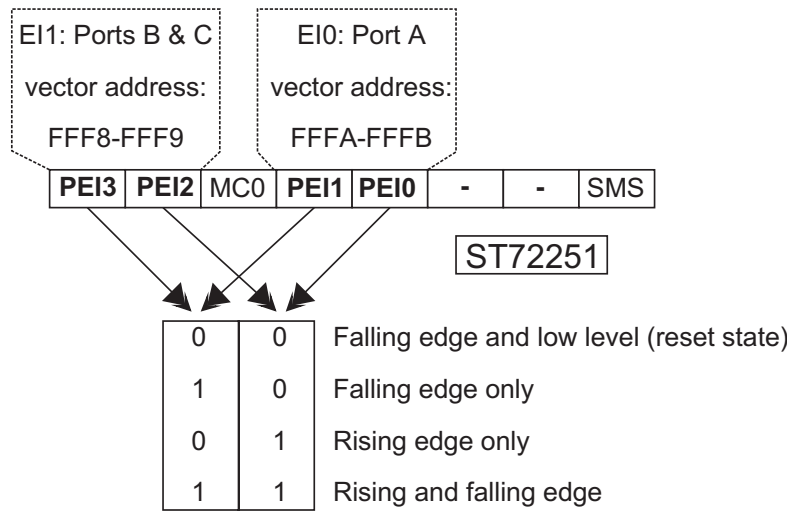 EI1: Ports B & C
vector address:
FFF8-FFF9
EI0: Port A
vector address:
FFFA-FFFB
PEI3 PEI2 MC0 PEI1 PEI0 - - SMS
ST72251
0 0 Falling edge and low level (reset state)
1 0 Falling edge only
0 1 Rising edge only
1 1 Rising and falling edge